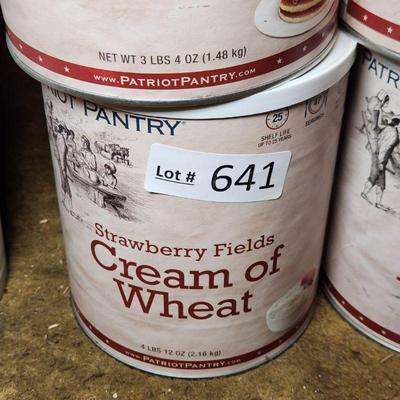 NET WT 3 LBS 4 OZ (1.48 kg)
WWW.PATRIOTPANTRY.COM
PATRIOT PANTRY
25
SHELF LIFE
UP TO 25 YEARS
47
SERVINGS
Lot # 641
Strawberry Fields
Cream of
Wheat
4 LBS 12 OZ (2.16 kg)
WWW.PATRIOTPANTRY.COM
PATR